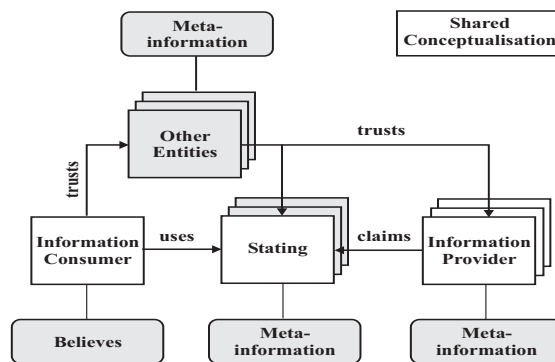 Meta-
information
Shared
Conceptualisation
Other
Entities
trusts
trusts
Information
Consumer
uses
Stating
claims
Information
Provider
Believes
Meta-
information
Meta-
information